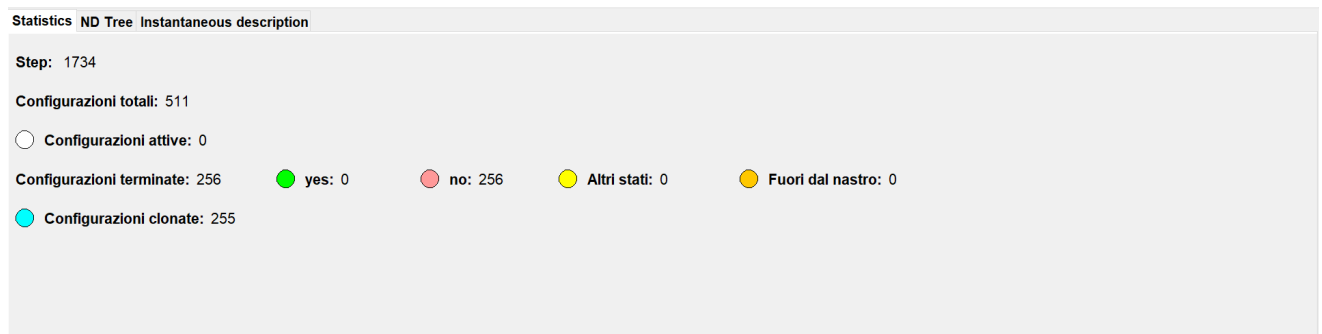 Statistics ND Tree Instantaneous description
Step: 1734
Configurazioni totali: 511
Configurazioni attive: 0
Configurazioni terminate: 256 yes: 0 no: 256 Altri stati: 0 Fuori dal nastro: 0
Configurazioni clonate: 255